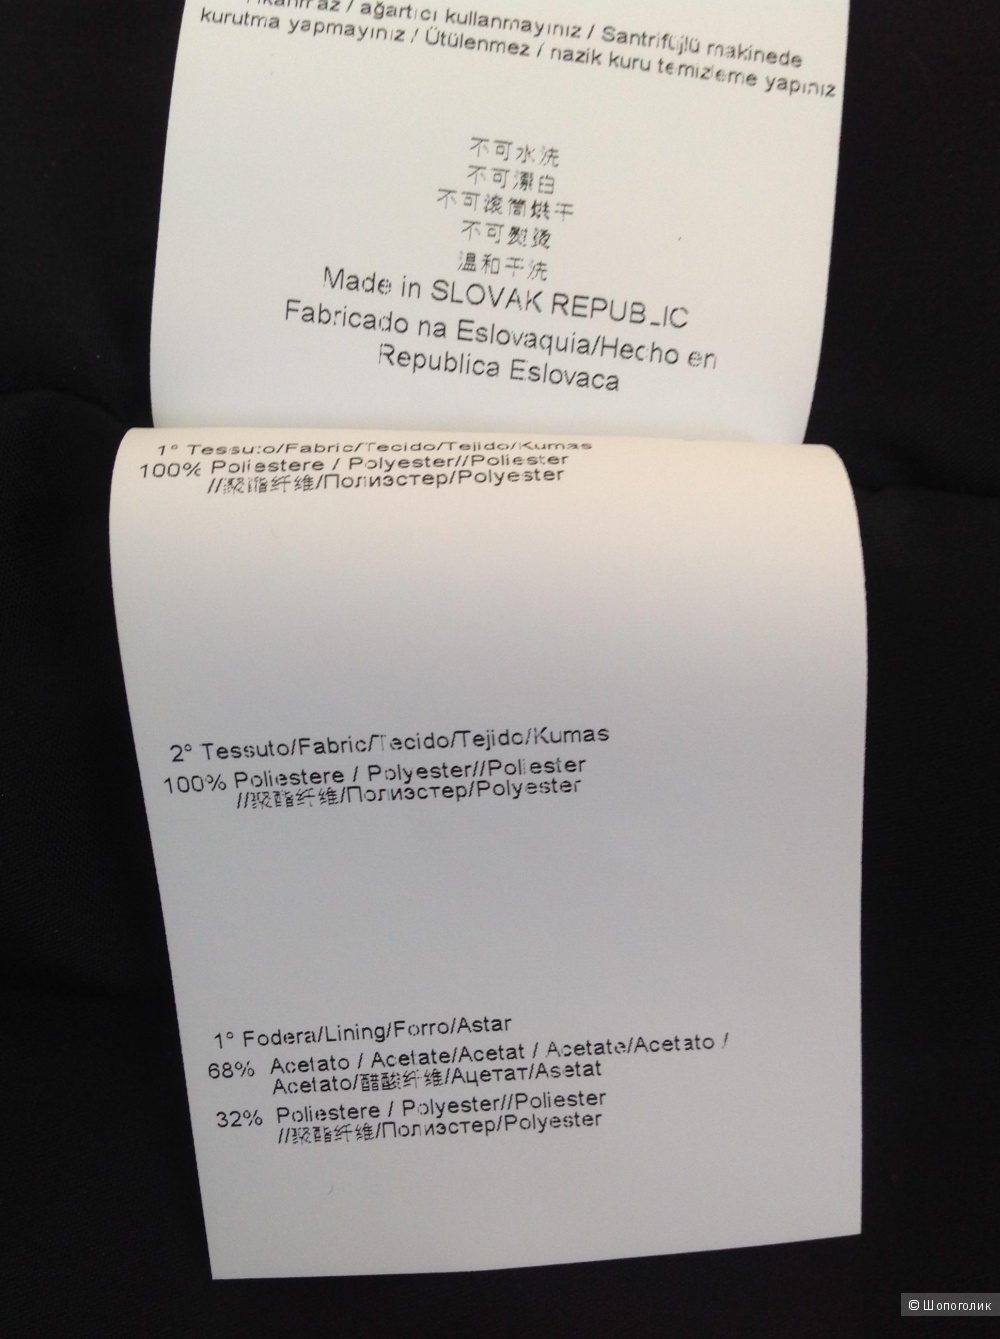 ağartıcı kullanmayınız / Santrifüjlü makinede
kurutma yapmayınız / Ütülenmez / nazik kuru temizleme yapınız
不可水洗
不可漂白
不可滚筒烘干
不可熨烫
温和干洗
Made in SLOVAK REPUBLIC
Fabricado na Eslovaquia/Hecho en
Republica Eslovaca
1° Tessuto/Fabric/Tecido/Tejido/Kumas
100% Poliestere / Polyester//Poliester
//聚酯纤维/Полиэстер/Polyester
2° Tessuto/Fabric/Tecido/Tejido/Kumas
100% Poliestere / Polyester//Poliester
//聚酯纤维/Полиэстер/Polyester
1° Fodera/Lining/Forro/Astar
68% Acetato / Acetate/Acetat / Acetate/Acetato /
Acetato/醋酸纤维/Ацетат/Asetat
32% Poliestere / Polyester//Poliester
//聚酯纤维/Полиэстер/Polyester
© Шопоголик